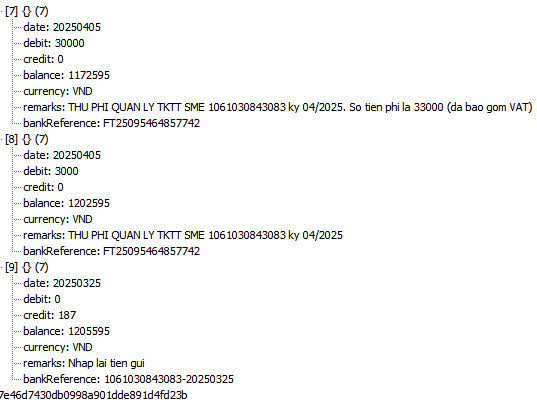 [7] {} (7)
date: 20250405
debit: 30000
credit: 0
balance: 1172595
currency: VND
remarks: THU PHI QUAN LY TKTT SME 1061030843083 ky 04/2025. So tien phi la 33000 (da bao gom VAT)
bankReference: FT25095464857742
[8] {} (7)
date: 20250405
debit: 3000
credit: 0
balance: 1202595
currency: VND
remarks: THU PHI QUAN LY TKTT SME 1061030843083 ky 04/2025
bankReference: FT25095464857742
[9] {} (7)
date: 20250325
debit: 0
credit: 187
balance: 1205595
currency: VND
remarks: Nhap lai tien gui
bankReference: 1061030843083-20250325
7e46d7430db0998a901dde891d4fd23b